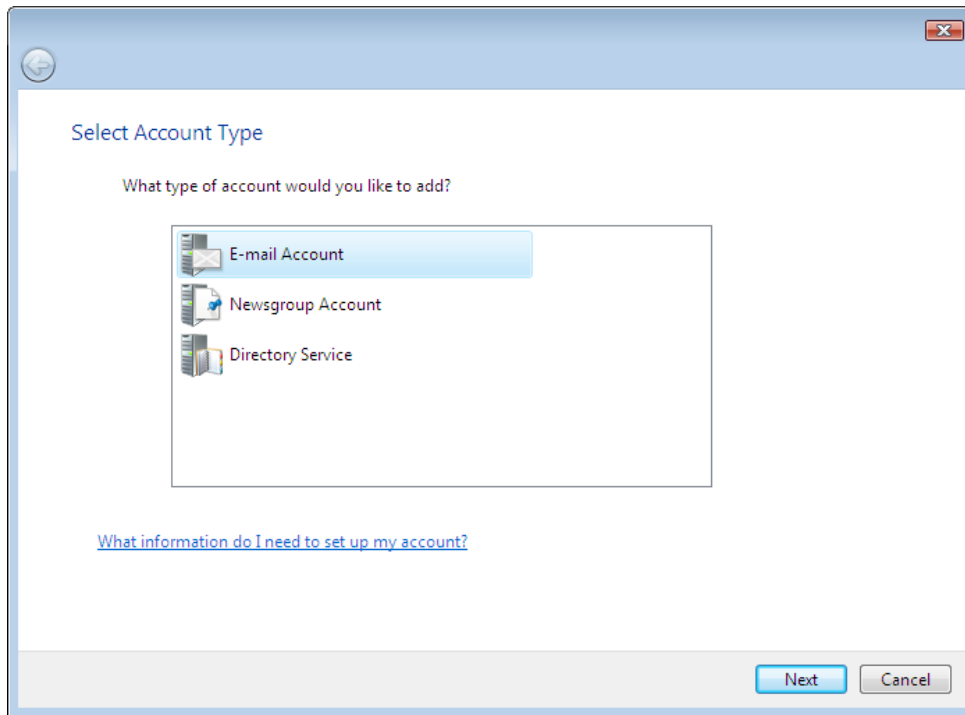 Select Account Type
What type of account would you like to add?
E-mail Account
Newsgroup Account
Directory Service
What information do I need to set up my account?
Next Cancel